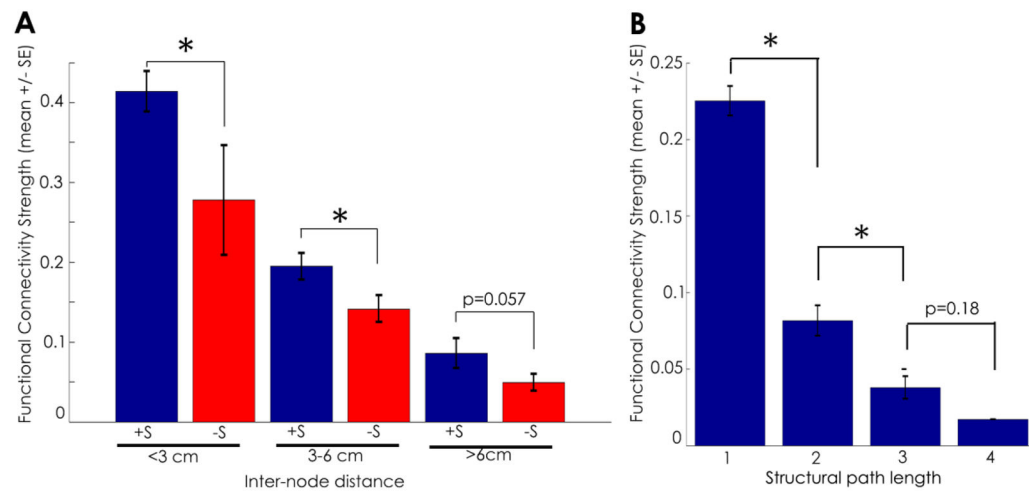 A
Functional Connectivity Strength (mean +/- SE)
0.4
0.3
0.2
0.1
0
*
*
p=0.057
+S -S +S -S +S -S
<3 cm 3-6 cm >6cm
Inter-node distance
B
Functional Connectivity Strength (mean +/- SE)
0.25
0.2
0.15
0.1
0.05
0
*
*
p=0.18
1 2 3 4
Structural path length